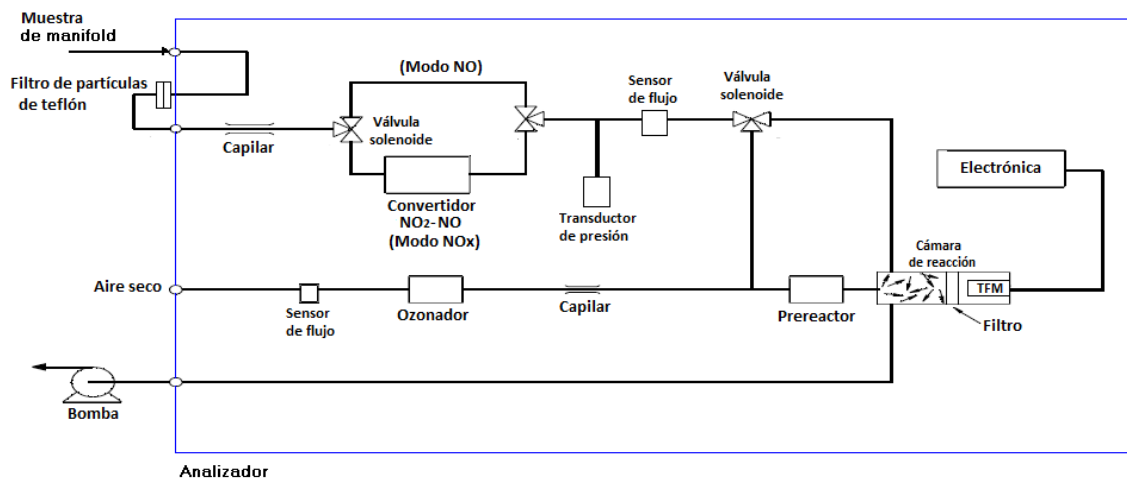 Muestra
de manifold
Filtro de partículas
de teflón
Capilar
(Modo NO)
Válvula
solenoide
Convertidor
NO2-NO
(Modo NOx)
Sensor
de flujo
Transductor
de presión
Válvula
solenoide
Electrónica
Cámara
de reacción
TFM
Filtro
Aire seco
Sensor
de flujo
Ozonador
Capilar
Prereactor
Bomba
Analizador